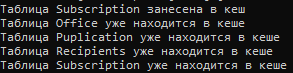 Таблица Subscription занесена в кеш
Таблица Office уже находится в кеше
Таблица Puplication уже находится в кеше
Таблица Recipients уже находится в кеше
Таблица Subscription уже находится в кеше